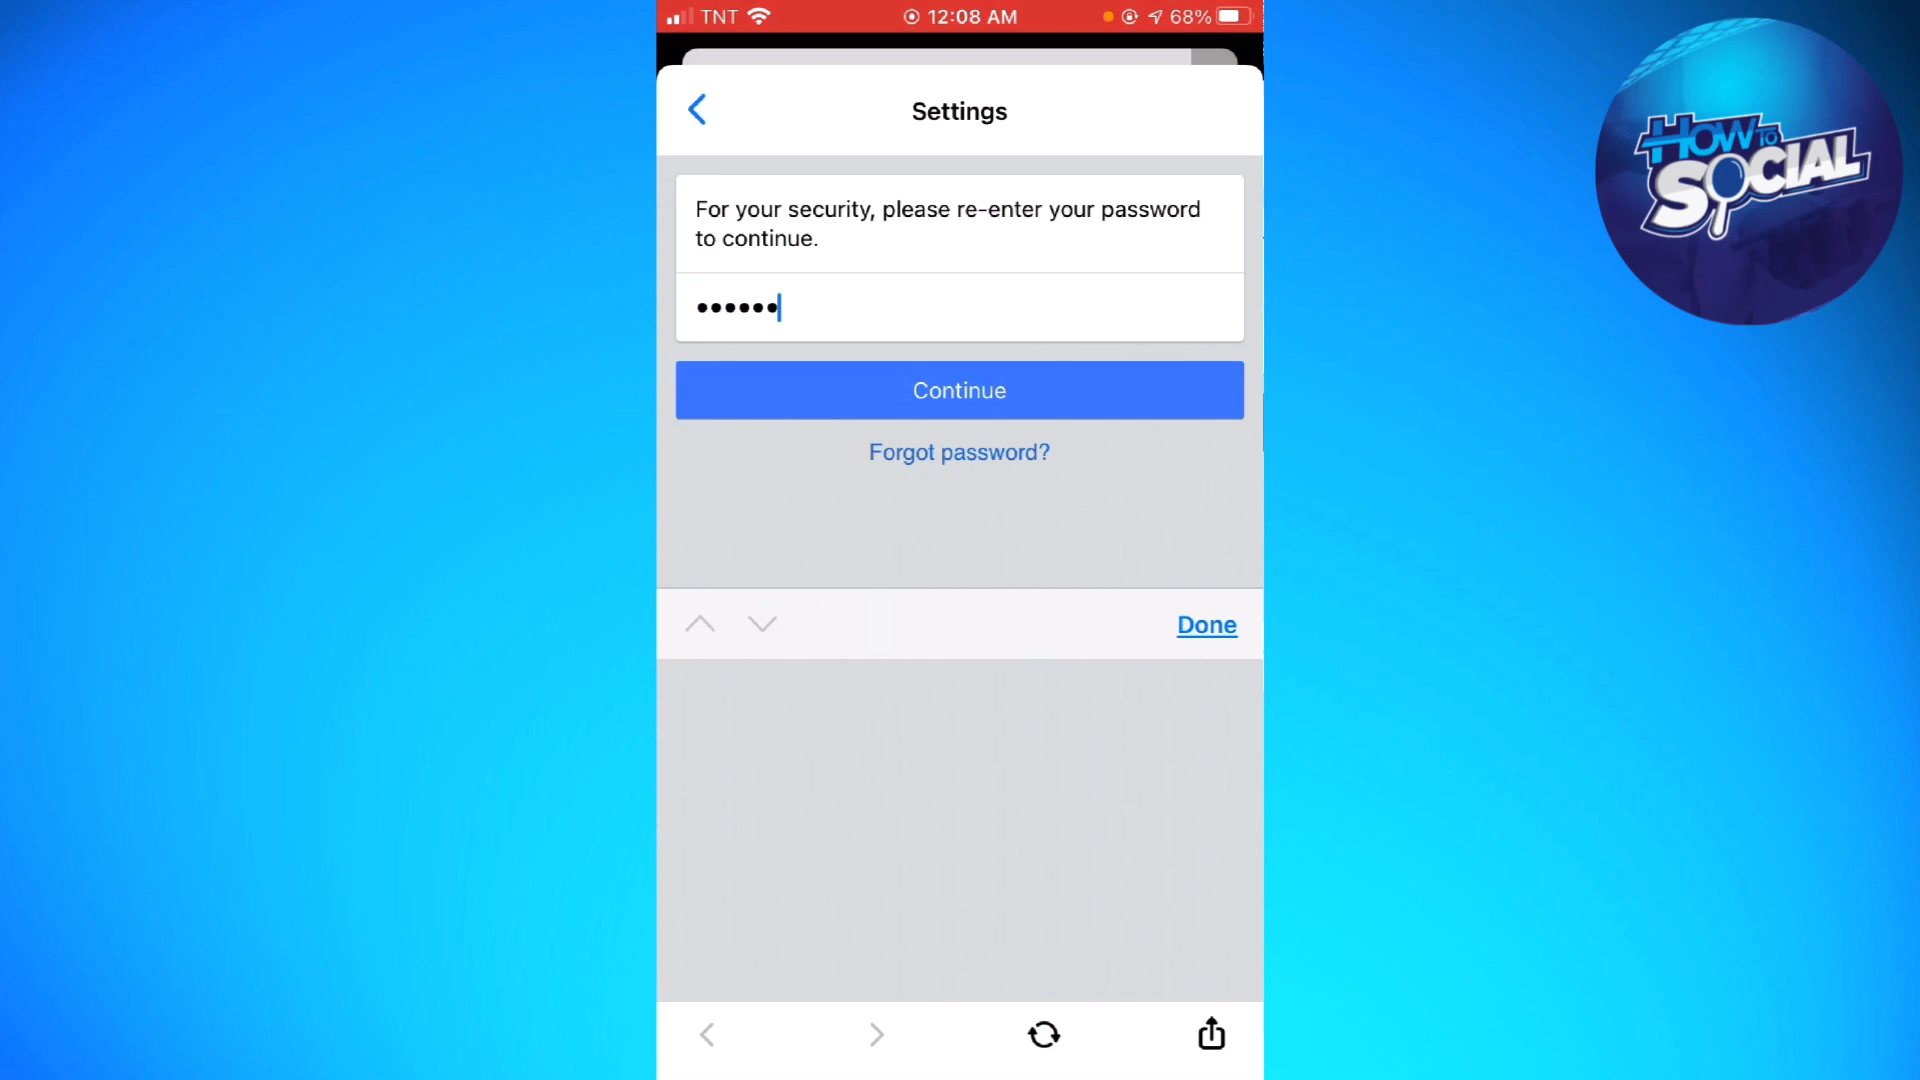 TNT
12:08 AM
68%
Settings
For your security, please re-enter your password
to continue.
••••••
Continue
Forgot password?
Done
HOW TO
SOCIAL